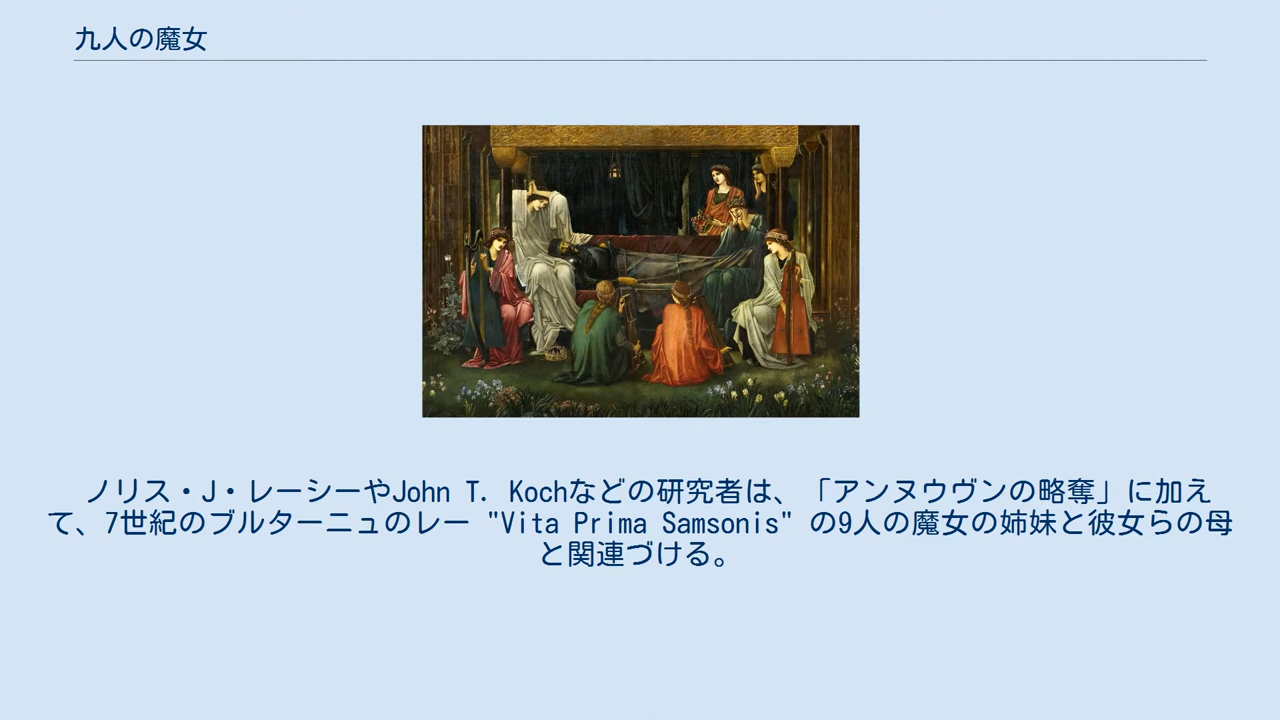 九人の魔女
ノリス・J・レーシーやJohn T. Kochなどの研究者は、「アンヌウヴンの略奪」に加え
て、7世紀のブルターニュのレー "Vita Prima Samsonis" の9人の魔女の姉妹と彼女らの母
と関連づける。